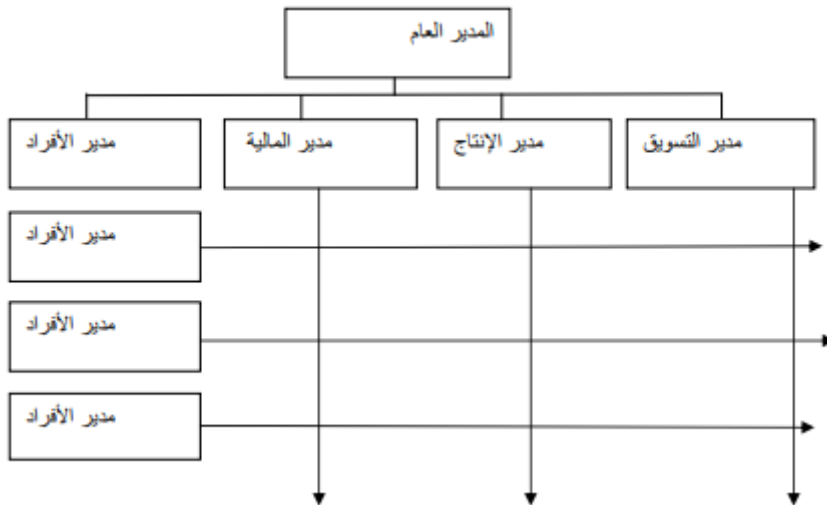 المدير العام
مدير التسويق
مدير الإنتاج
مدير المالية
مدير الأفراد
مدير الأفراد
مدير الأفراد
مدير الأفراد